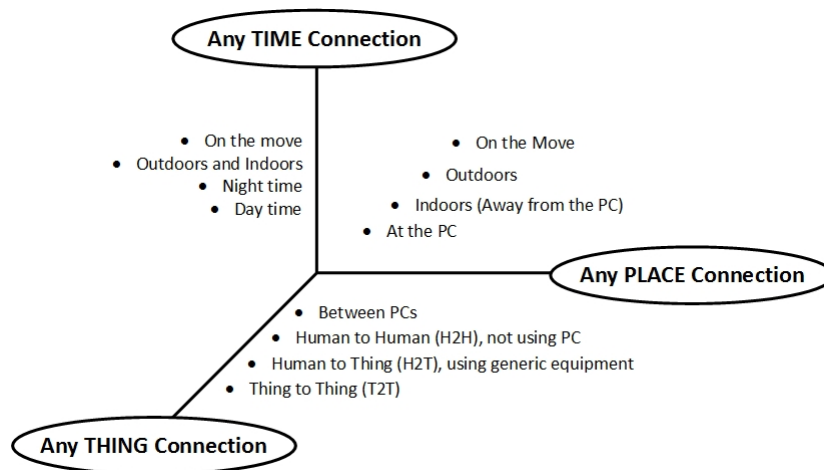 Any TIME Connection
• On the move
• Outdoors and Indoors
• Night time
• Day time
• On the Move
• Outdoors
• Indoors (Away from the PC)
• At the PC
Any PLACE Connection
• Between PCs
• Human to Human (H2H), not using PC
• Human to Thing (H2T), using generic equipment
• Thing to Thing (T2T)
Any THING Connection